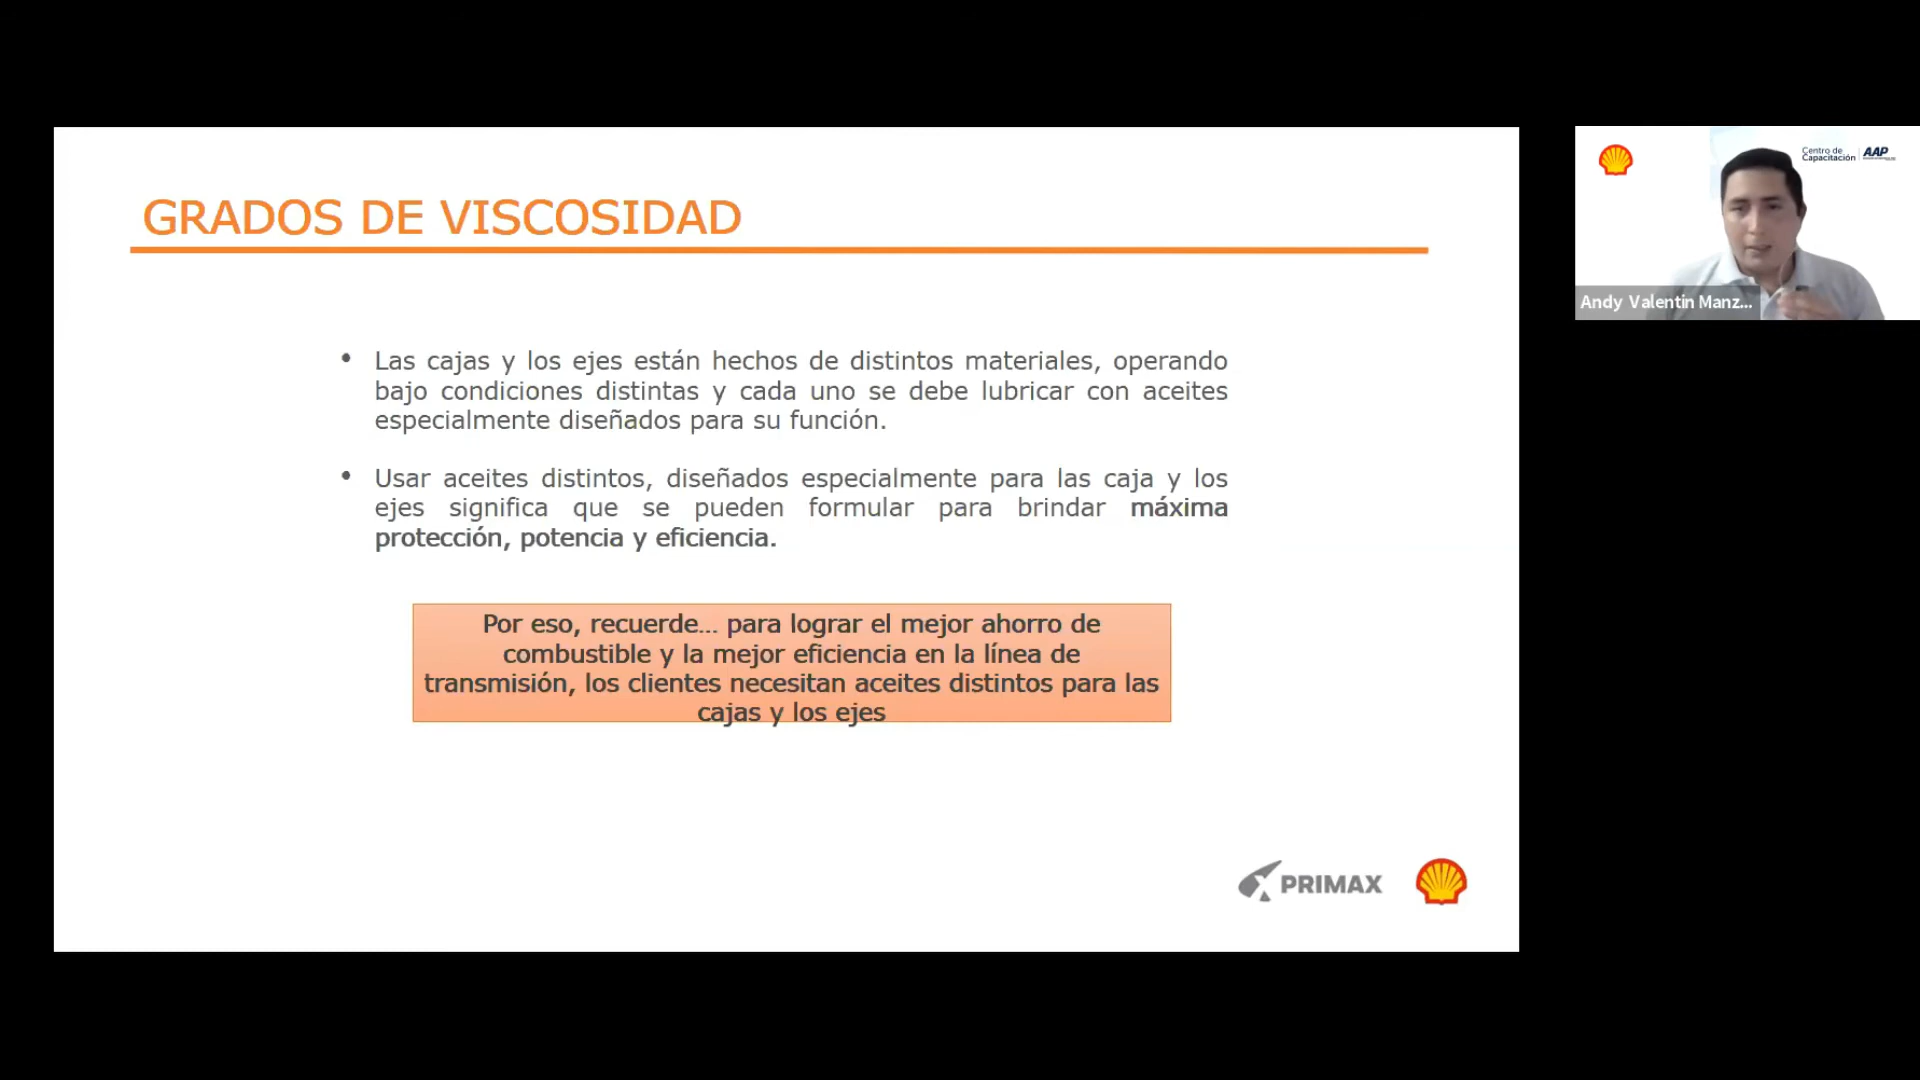 GRADOS DE VISCOSIDAD
• Las cajas y los ejes están hechos de distintos materiales, operando
bajo condiciones distintas y cada uno se debe lubricar con aceites
especialmente diseñados para su función.
• Usar aceites distintos, diseñados especialmente para las caja y los
ejes significa que se pueden formular para brindar máxima
protección, potencia y eficiencia.
Por eso, recuerde... para lograr el mejor ahorro de
combustible y la mejor eficiencia en la línea de
transmisión, los clientes necesitan aceites distintos para las
cajas y los ejes
PRIMAX
Centro de
Capacitación
AAP
Andy Valentin Manz...